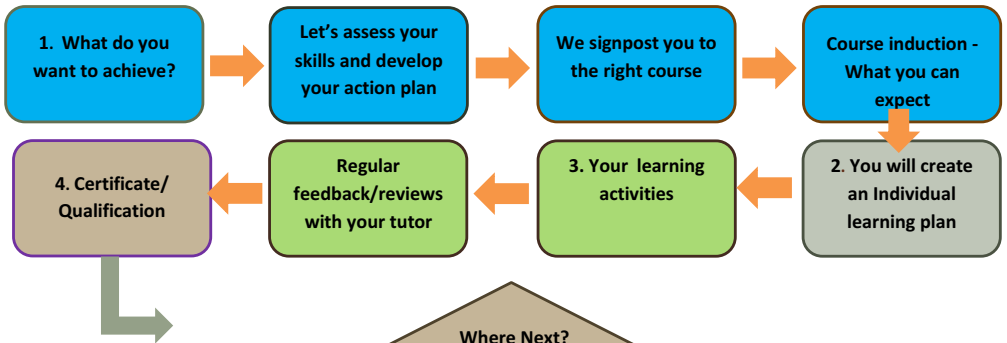 1. What do you
want to achieve?
Let’s assess your
skills and develop
your action plan
We signpost you to
the right course
Course induction -
What you can
expect
2. You will create
an Individual
learning plan
3. Your learning
activities
Regular
feedback/reviews
with your tutor
4. Certificate/
Qualification
Where Next?